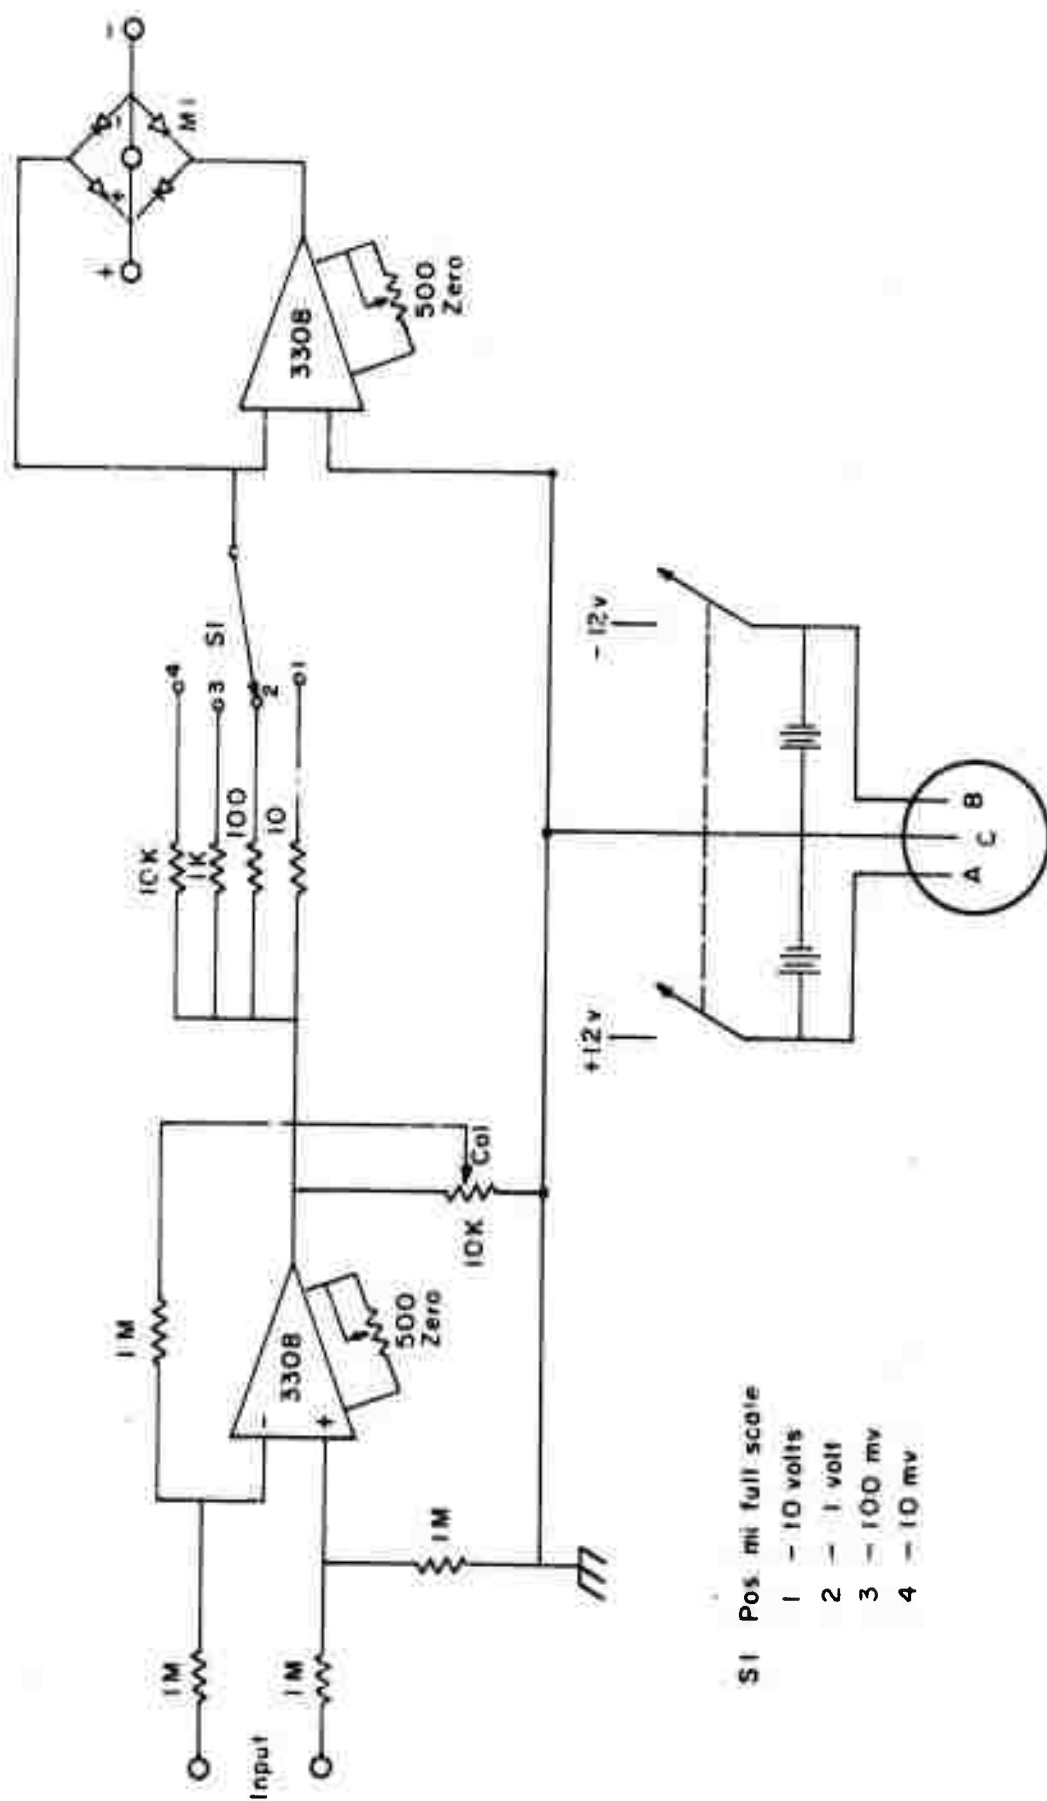 Input
1M
1M
1M
1M
-
+
3308
500
Zero
10K
Cal
10K
1K
100
10
4
3
2
1
S1
3308
500
Zero
M1
+
-
+
-
+12v
-12v
A
C
B
S1 Pos. mi full scale
1 - 10 volts
2 - 1 volt
3 - 100 mv
4 - 10 mv